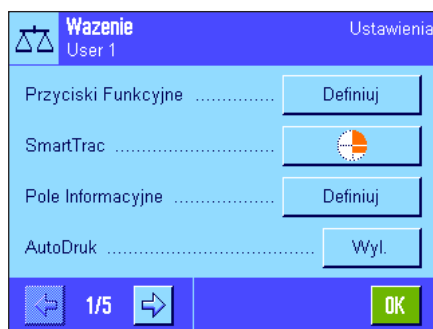 Wazenie Ustawienia
User 1
Przyciski Funkcyjne .............. Definiuj
SmartTrac ............................
Pole Informacyjne .................. Definiuj
AutoDruk ..................................... Wyl.
1/5 OK